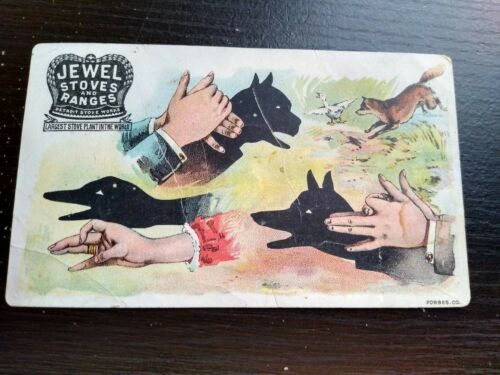 JEWEL
STOVES
AND
RANGES
DETROIT STOVE WORKS
LARGEST STOVE PLANT IN THE WORLD
FORBES. CO.